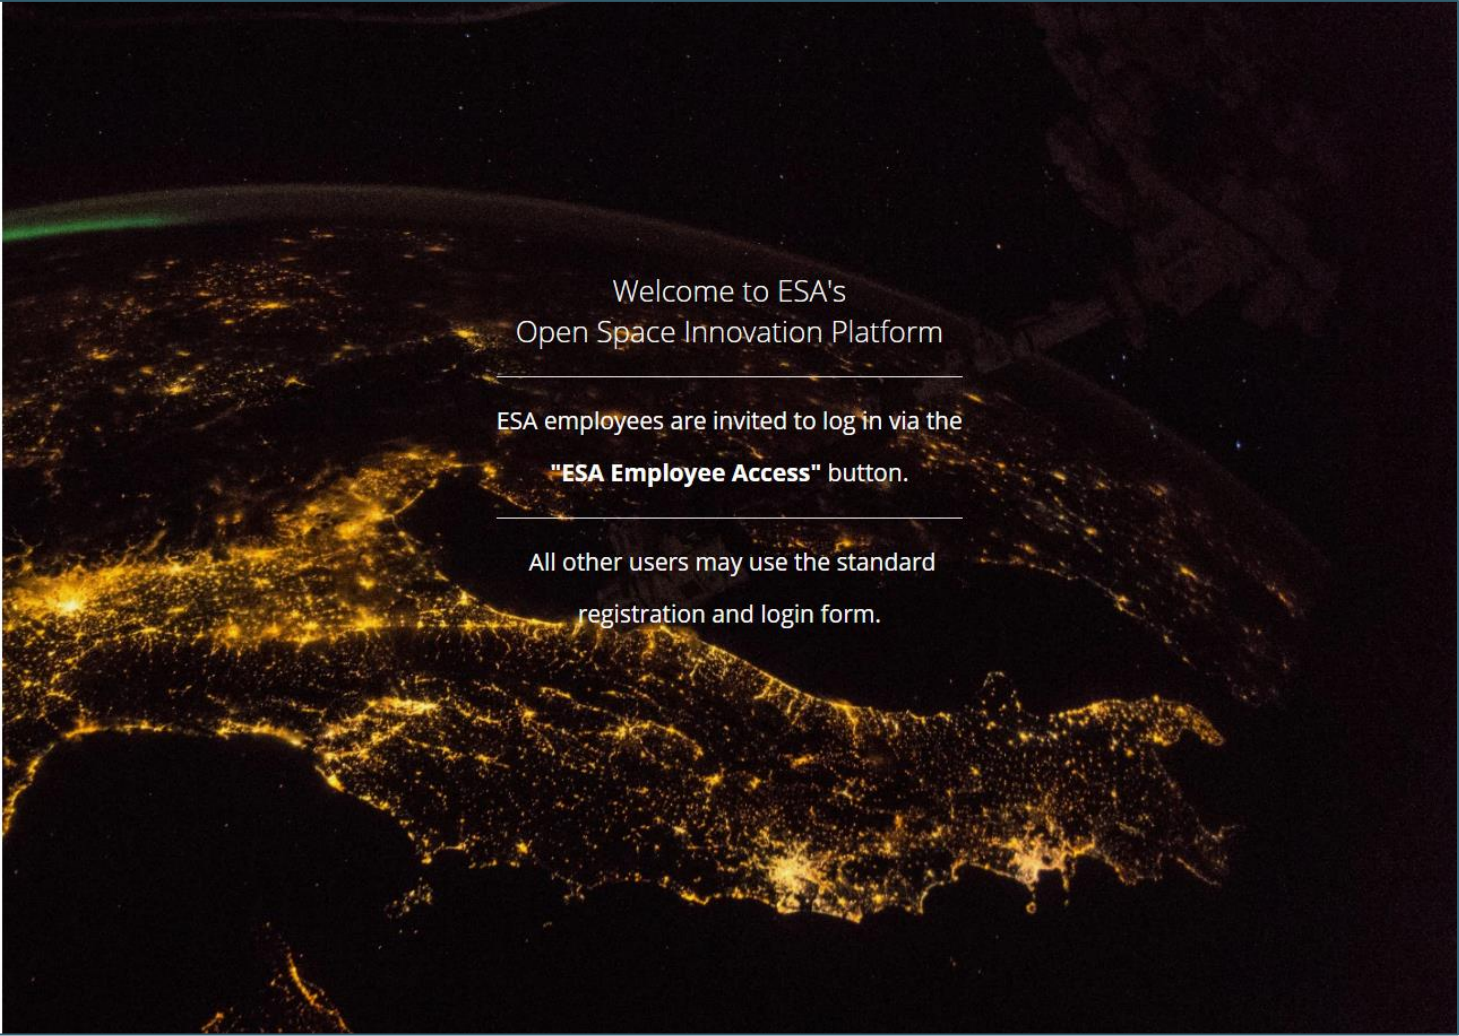 Welcome to ESA's
Open Space Innovation Platform
ESA employees are invited to log in via the
"ESA Employee Access" button.
All other users may use the standard
registration and login form.